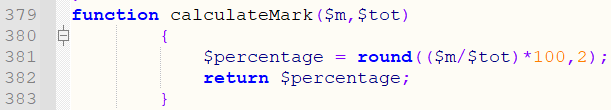 379 function calculateMark($m,$tot)
380 {
381 $percentage = round(($m/$tot)*100,2);
382 return $percentage;
383 }